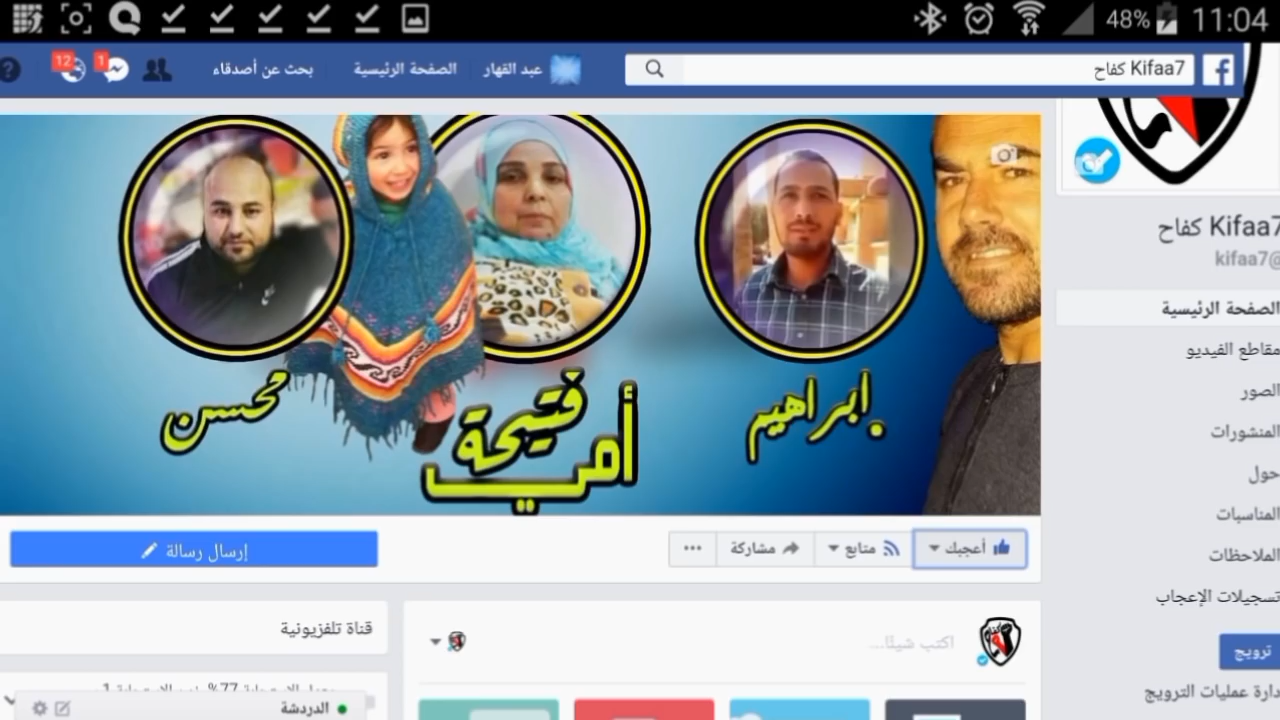 48% 11:04
Kifaa7 كفاح
عبد القهار
الصفحة الرئيسية
بحث عن أصدقاء
1
12
Kifaa7 كفاح
kifaa7@
الصفحة الرئيسية
مقاطع الفيديو
الصور
المنشورات
حول
المناسبات
الملاحظات
تسجيلات الإعجاب
ترويج
دارة عمليات الترويج
ابراهيم
أمي فتيحة
محسن
أعجبك
متابع
مشاركة
إرسال رسالة
اكتب شيئًا...
قناة تلفزيونية
الدردشة